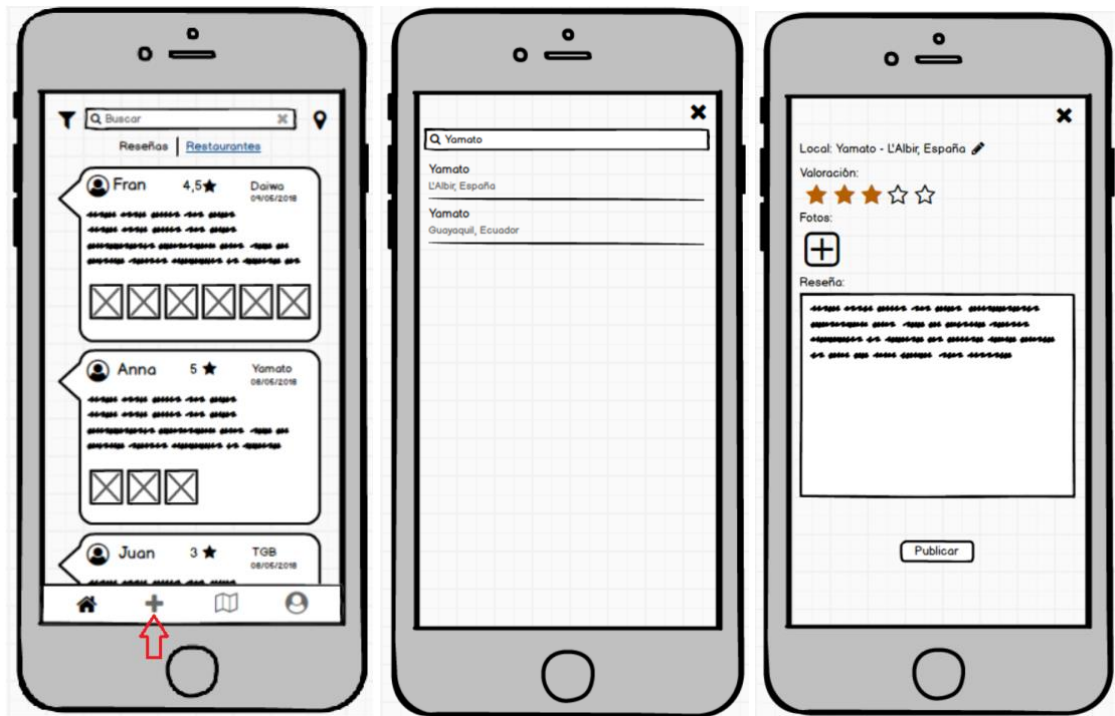 Buscar
Reseñas | Restaurantes
Fran 4,5★ Daiwa
09/05/2018
Anna 5★ Yamato
08/05/2018
Juan 3★ TGB
08/05/2018
Yamato
Yamato
L'Albir, España
Yamato
Guayaquil, Ecuador
Local: Yamato - L'Albir, España
Valoración:
Fotos:
Reseña:
Publicar